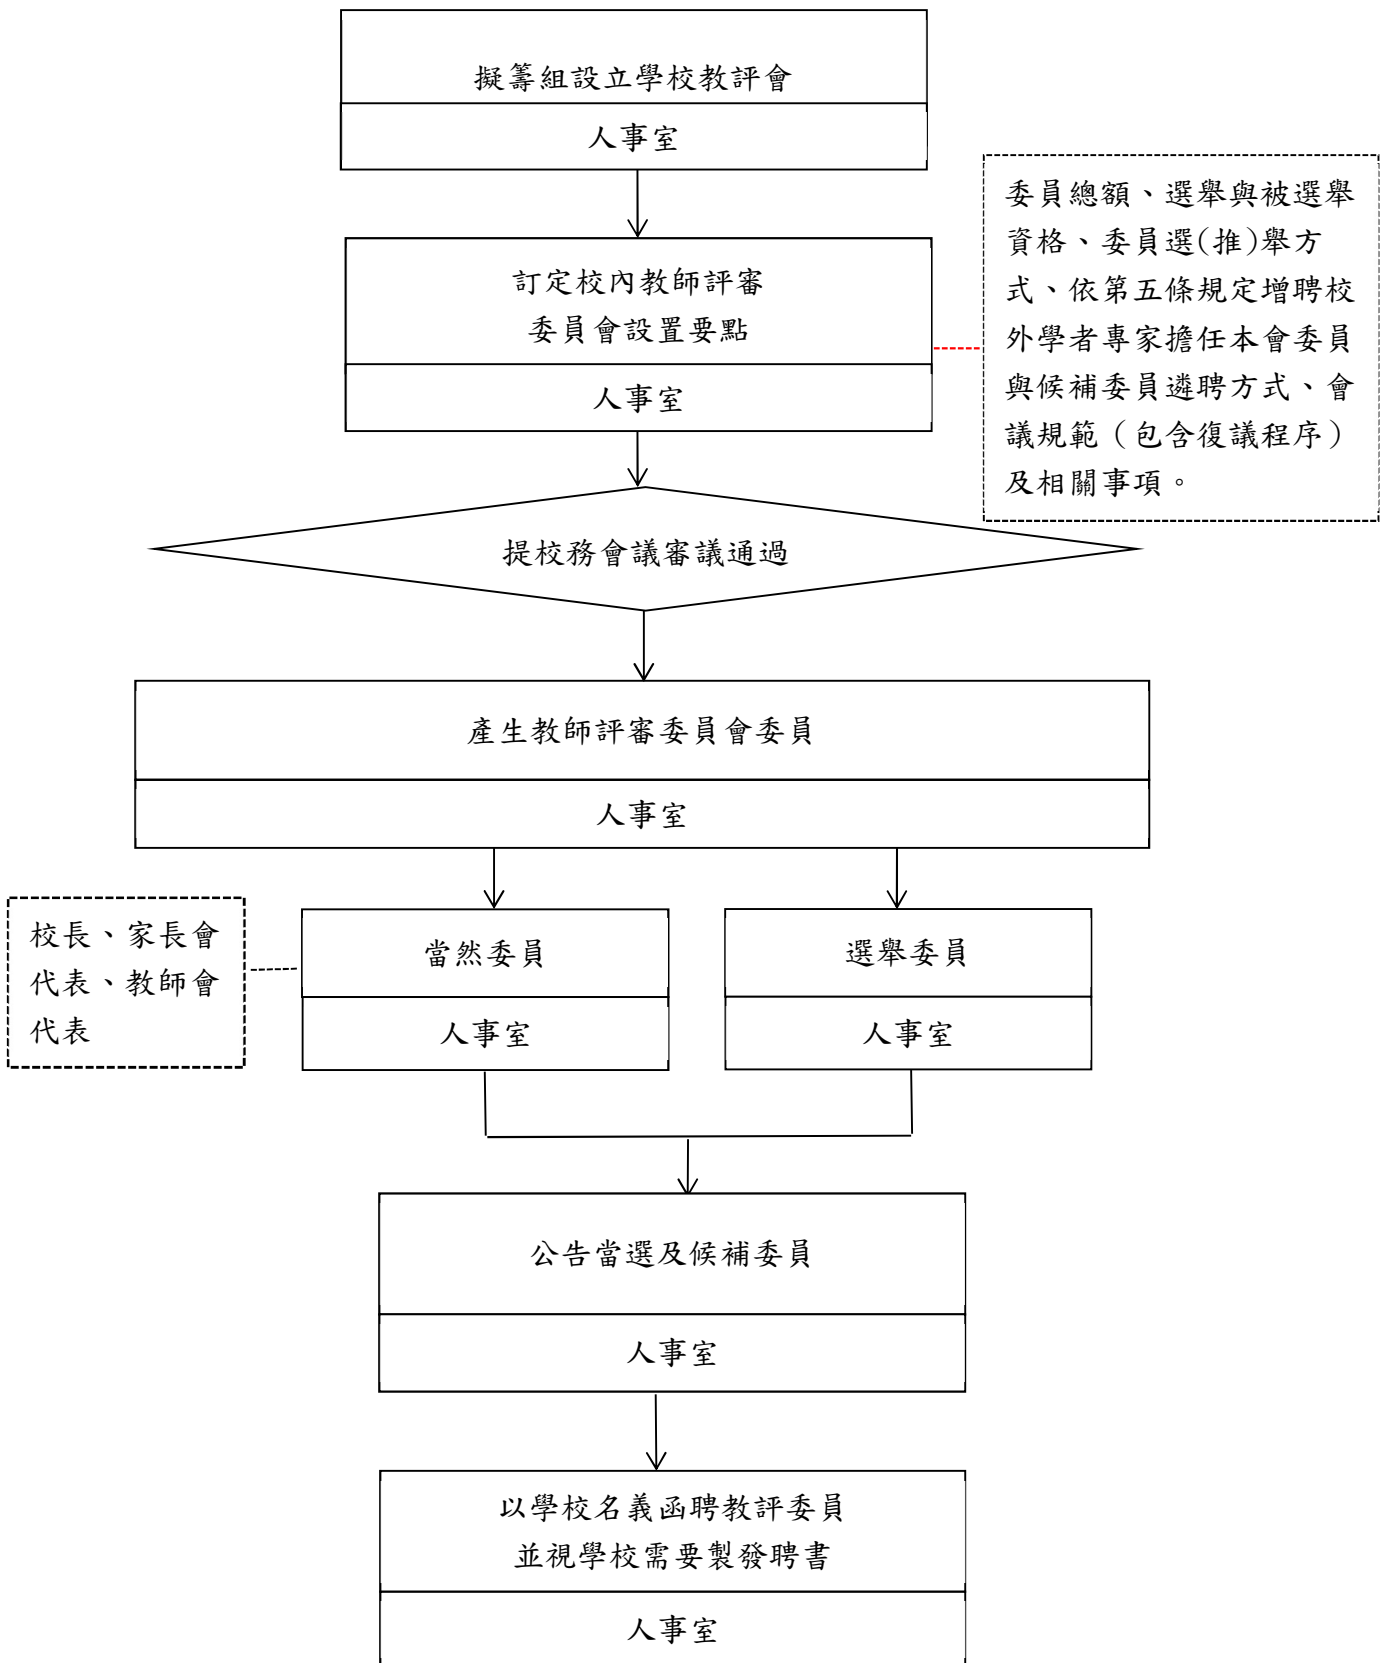 擬籌組設立學校教評會
人事室
訂定校內教師評審
委員會設置要點
人事室
委員總額、選舉與被選舉
資格、委員選(推)舉方
式、依第五條規定增聘校
外學者專家擔任本會委員
與候補委員遴聘方式、會
議規範（包含復議程序）
及相關事項。
提校務會議審議通過
產生教師評審委員會委員
人事室
校長、家長會
代表、教師會
代表
當然委員
人事室
選舉委員
人事室
公告當選及候補委員
人事室
以學校名義函聘教評委員
並視學校需要製發聘書
人事室